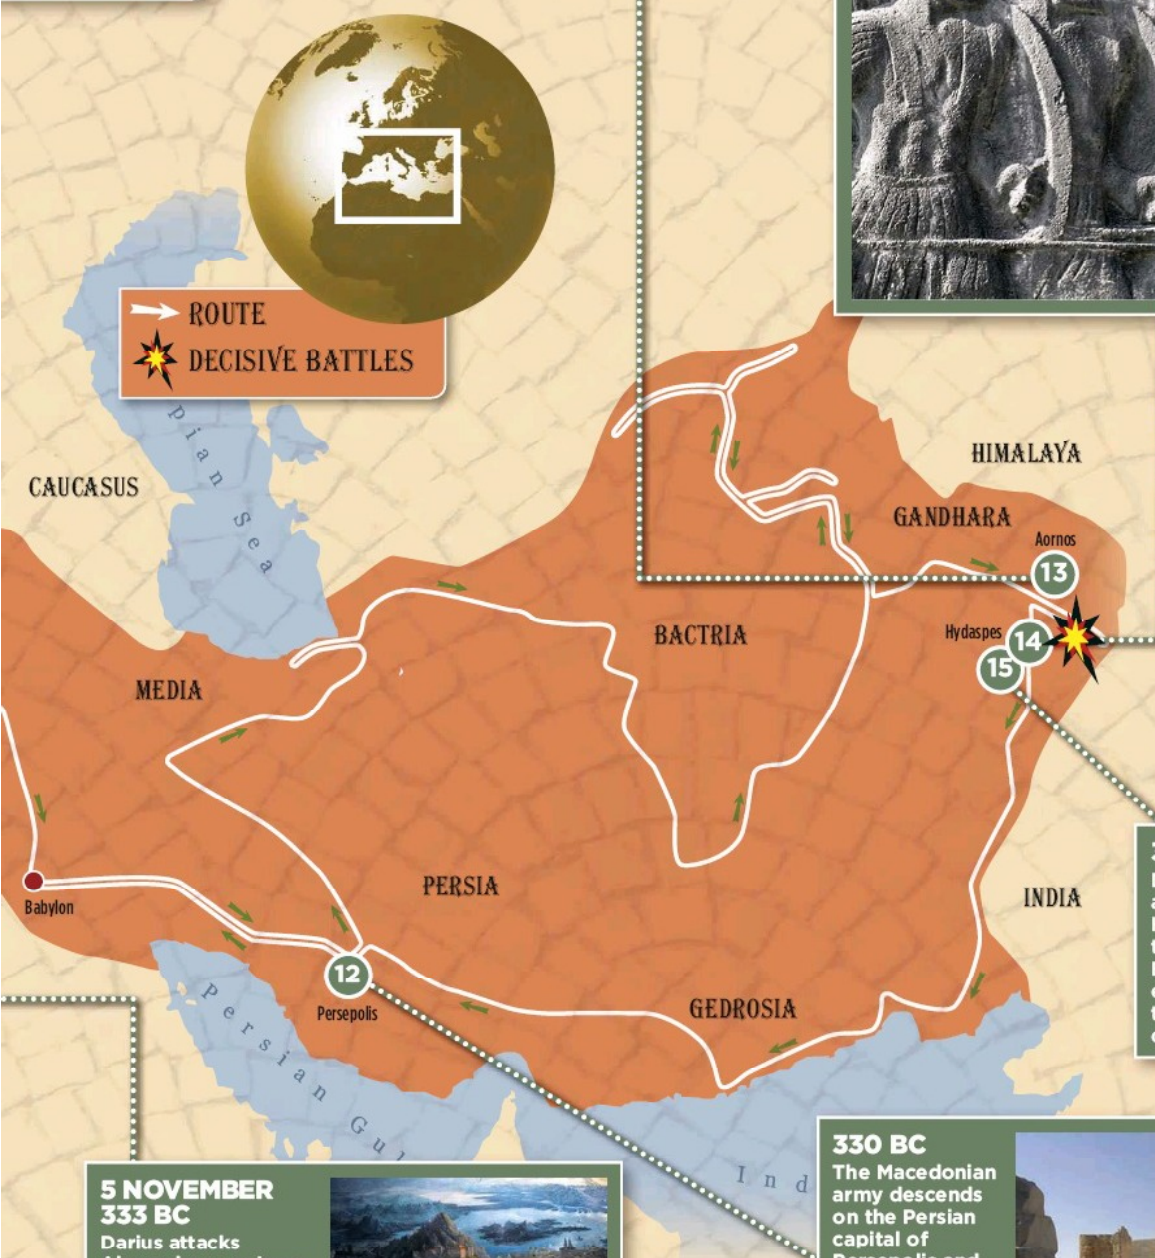 ROUTE
DECISIVE BATTLES
pian Sea
CAUCASUS
HIMALAYA
GANDHARA
Aornos
13
BACTRIA
Hydaspes
14
15
MEDIA
PERSIA
INDIA
Babylon
12
Persepolis
GEDROSIA
Persian Gul
Ind
5 NOVEMBER
333 BC
Darius attacks
330 BC
The Macedonian
army descends
on the Persian
capital of